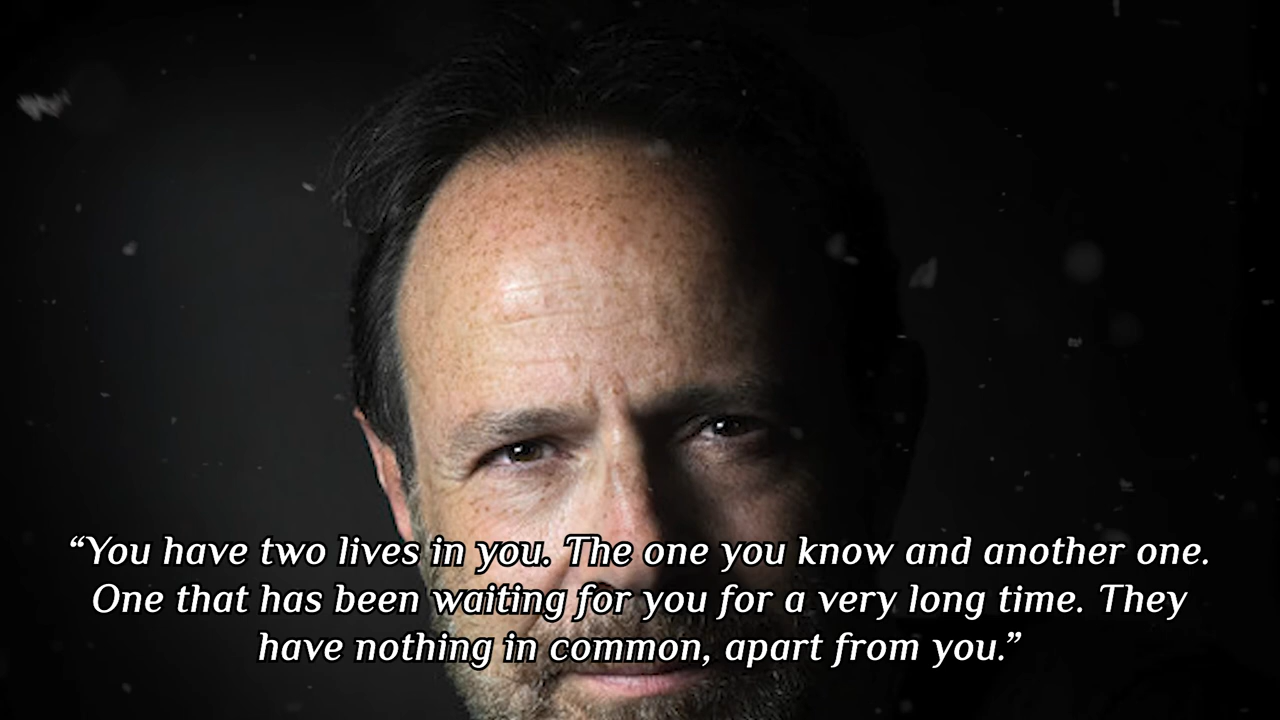 “You have two lives in you. The one you know and another one.
One that has been waiting for you for a very long time. They
have nothing in common, apart from you.”